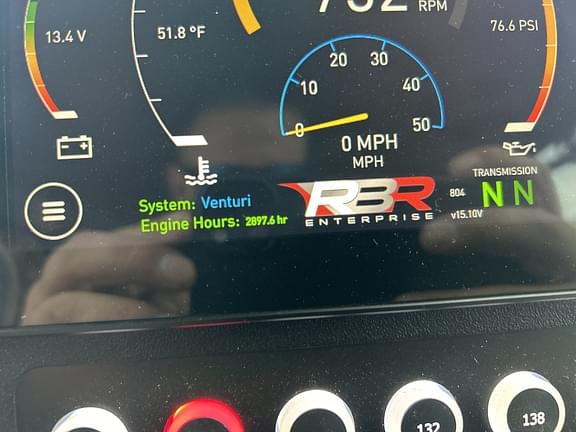 RPM
13.4 V
51.8 °F
76.6 PSI
20 30
10 40
0 50
0 MPH
MPH
TRANSMISSION
System: Venturi
RBR
804
N N
Engine Hours: 2897.6 hr
ENTERPRISE
v15.10V
132
138